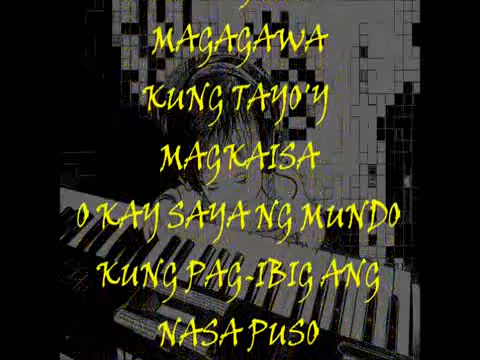 MAGAGAWA
KUNG TAYO'Y
MAGKAISA
O KAY SAYA NG MUNDO
KUNG PAG-IBIG ANG
NASA PUSO